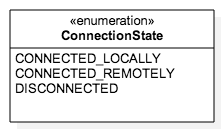 «enumeration»
ConnectionState
CONNECTED_LOCALLY
CONNECTED_REMOTELY
DISCONNECTED